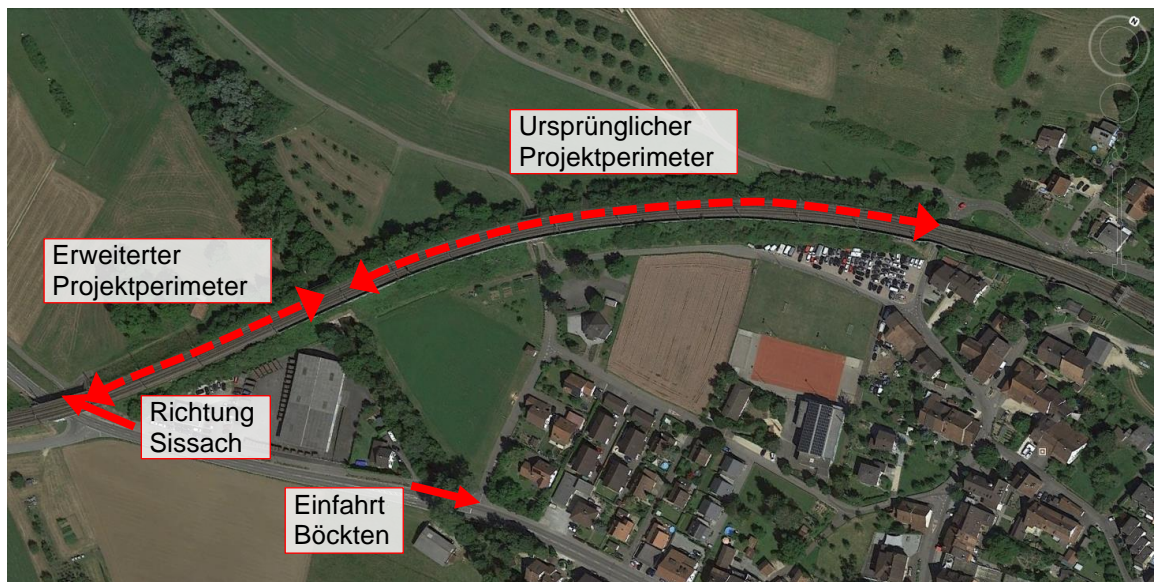 Ursprünglicher
Projektperimeter
Erweiterter
Projektperimeter
Richtung
Sissach
Einfahrt
Böckten
N